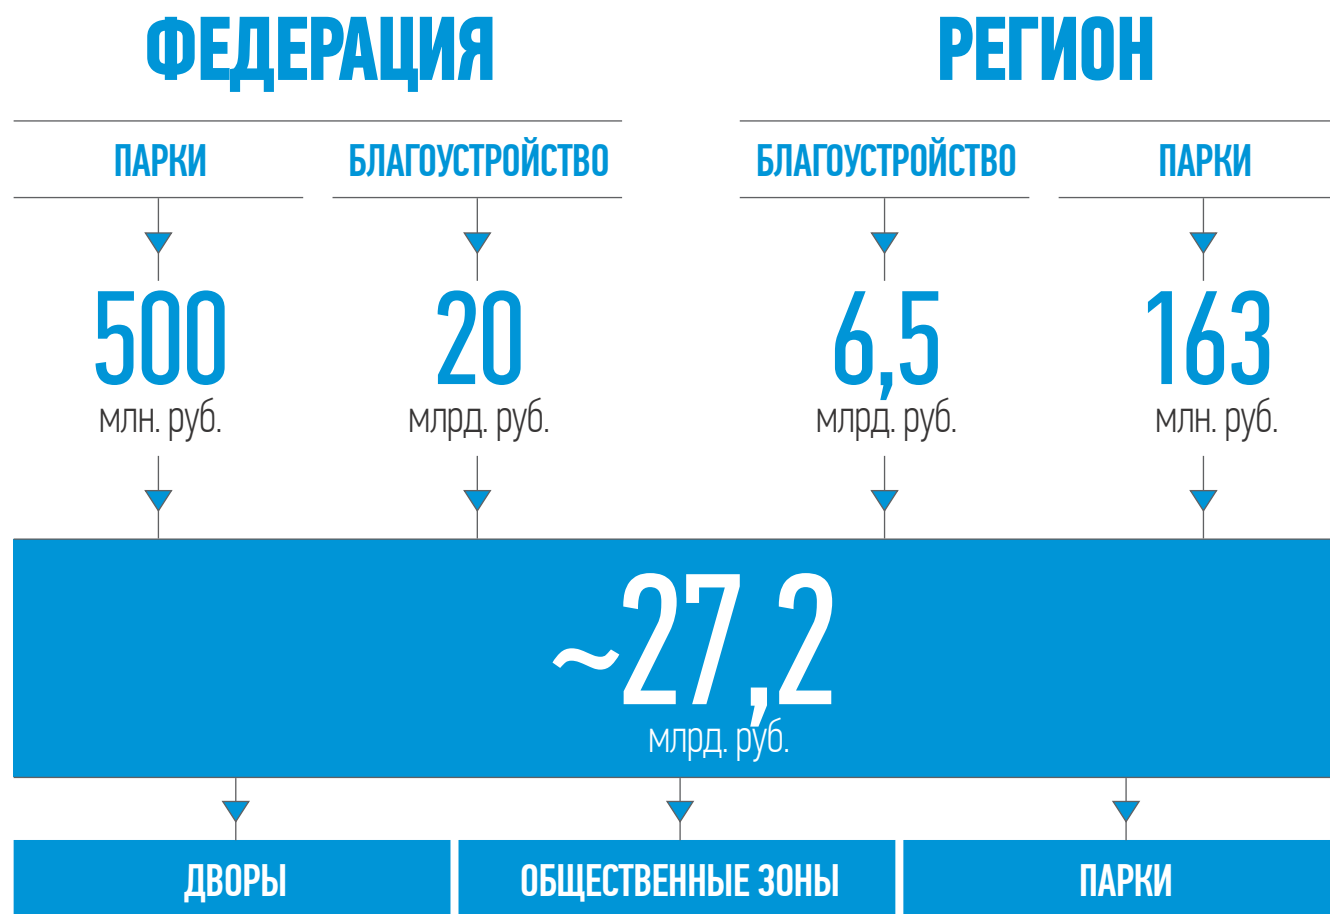 ФЕДЕРАЦИЯ
РЕГИОН
ПАРКИ
БЛАГОУСТРОЙСТВО
БЛАГОУСТРОЙСТВО
ПАРКИ
500
млн. руб.
20
млрд. руб.
6,5
млрд. руб.
163
млн. руб.
~27,2
млрд. руб.
ДВОРЫ
ОБЩЕСТВЕННЫЕ ЗОНЫ
ПАРКИ